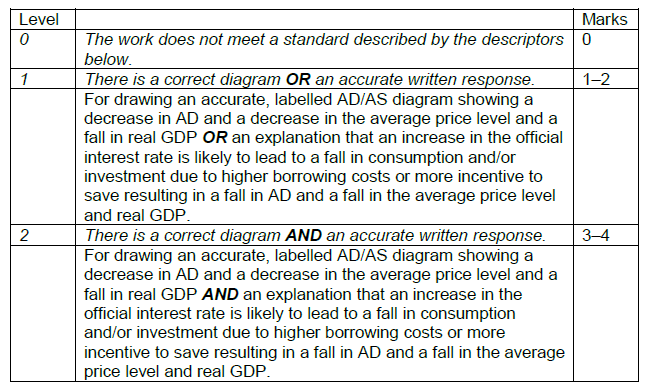 Level Marks
0 The work does not meet a standard described by the descriptors 0
below.
1 There is a correct diagram OR an accurate written response. 1–2
For drawing an accurate, labelled AD/AS diagram showing a
decrease in AD and a decrease in the average price level and a
fall in real GDP OR an explanation that an increase in the official
interest rate is likely to lead to a fall in consumption and/or
investment due to higher borrowing costs or more incentive to
save resulting in a fall in AD and a fall in the average price level
and real GDP.
2 There is a correct diagram AND an accurate written response. 3–4
For drawing an accurate, labelled AD/AS diagram showing a
decrease in AD and a decrease in the average price level and a
fall in real GDP AND an explanation that an increase in the
official interest rate is likely to lead to a fall in consumption
and/or investment due to higher borrowing costs or more
incentive to save resulting in a fall in AD and a fall in the average
price level and real GDP.